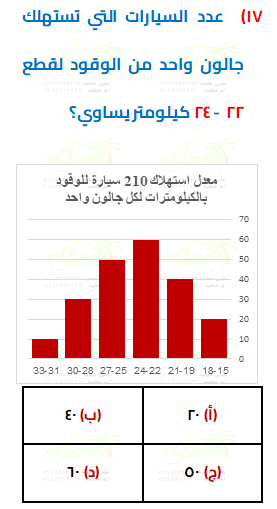 ١٧) عدد السيارات التي تستهلك
جالون واحد من الوقود لقطع
٢٢ -٢٤ كيلومتريساوي؟
معدل استهلاك 210 سيارة للوقود
بالكيلومترات لكل جالون واحد
70
60
50
40
30
20
10
0
33-31 30-28 27-25 24-22 21-19 18-15
(أ) ٢٠ (ب) ٤٠
(ج) ٥٠ (د) ٦٠